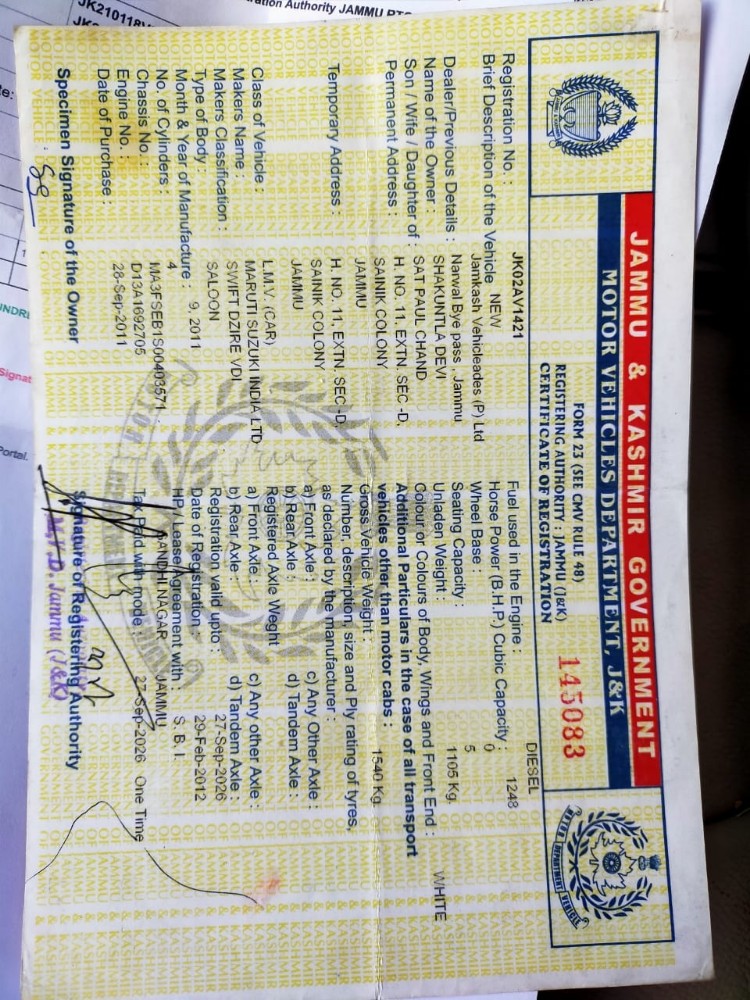 JAMMU & KASHMIR GOVERNMENT
MOTOR VEHICLES DEPARTMENT, J&K
FORM 23 (SEE CMV RULE 48)
REGISTERING AUTHORITY : JAMMU (J&K)
CERTIFICATE OF REGISTRATION
145083
Registration No. : JK02AV1421
Brief Description of the Vehicle NEW
Dealer/Previous Details : Jamkash Vehicleades (P) Ltd
Narwal Bye pass , Jammu
Name of the Owner : SHAKUNTLA DEVI
Son / Wife / Daughter of : SAT PAUL CHAND
Permanent Address : H. NO. 11, EXTN. SEC -D,
SAINIK COLONY
JAMMU
Temporary Address : H. NO. 11, EXTN. SEC -D,
SAINIK COLONY
JAMMU
Class of Vehicle : L.M.V. (CAR)
Makers Name : MARUTI SUZUKI INDIA LTD.
Makers Classification : SWIFT DZIRE VDI
Type of Body : SALOON
Month & Year of Manufacture : 9, 2011
No. of Cylinders : 4
Chassis No. : MA3FSEB1S00403571
Engine No. : D13A1692705
Date of Purchase : 28-Sep-2011
Specimen Signature of the Owner
Fuel used in the Engine : DIESEL
Horse Power (B.H.P.) Cubic Capacity : 1248
Wheel Base : 0
Seating Capacity : 5
Unladen Weight : 1105 Kg.
Colour or Colours of Body, Wings and Front End : WHITE
Additional Particulars in the case of all transport
vehicles other than motor cabs :
Gross Vehicle Weight : 1540 Kg.
Number, description, size and Ply rating of tyres,
as declared by the manufacturer :
a) Front Axle : c) Any Other Axle :
b) Rear Axle : d) Tandem Axle :
Registered Axle Weght
a) Front Axle : c) Any other Axle :
b) Rear Axle : d) Tandem Axle :
Registration valid upto : 27-Sep-2026
Date of Registration : 29-Feb-2012
HP / Lease Agreement with : S. B. I.
GANDHI NAGAR JAMMU
Tax Paid with mode : 27-Sep-2026 One Time
Signature of Registering Authority
M.V.D. Jammu (J&K)
MOTOR DEPARTMENT VEHICLE
JK210118V
ration Authority JAMMU RTO
Portal.